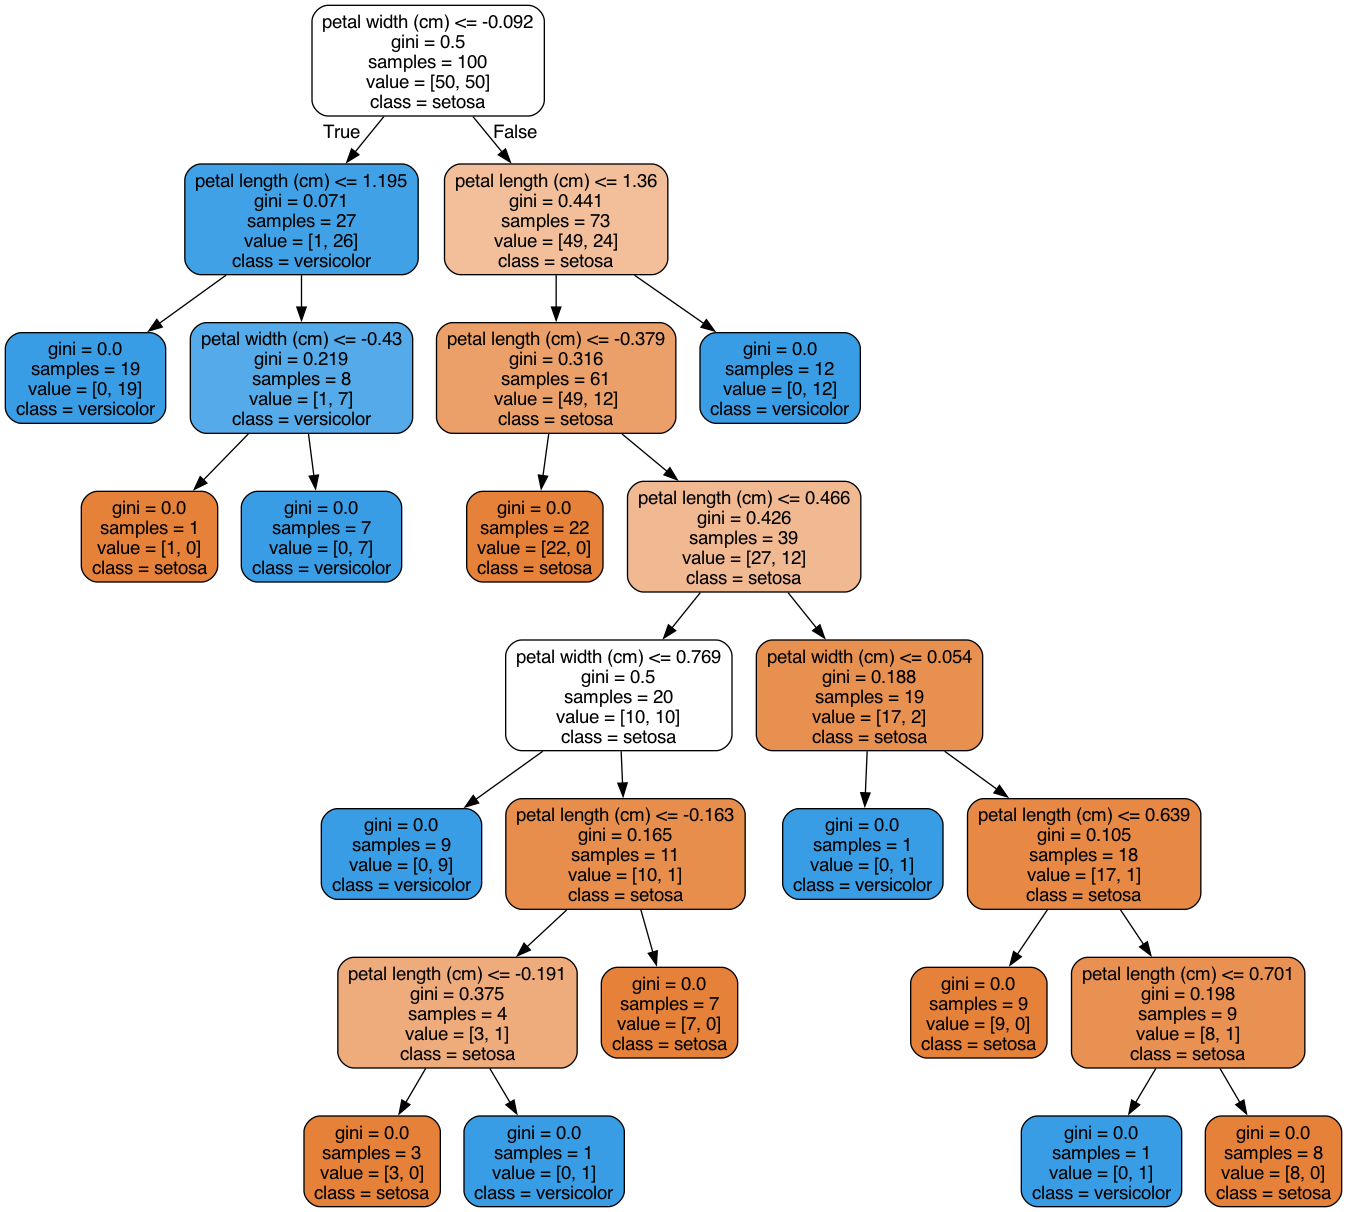 petal width (cm) <= -0.092
gini = 0.5
samples = 100
value = [50, 50]
class = setosa
True
False
petal length (cm) <= 1.195
gini = 0.071
samples = 27
value = [1, 26]
class = versicolor
petal length (cm) <= 1.36
gini = 0.441
samples = 73
value = [49, 24]
class = setosa
gini = 0.0
samples = 19
value = [0, 19]
class = versicolor
petal width (cm) <= -0.43
gini = 0.219
samples = 8
value = [1, 7]
class = versicolor
petal length (cm) <= -0.379
gini = 0.316
samples = 61
value = [49, 12]
class = setosa
gini = 0.0
samples = 12
value = [0, 12]
class = versicolor
gini = 0.0
samples = 1
value = [1, 0]
class = setosa
gini = 0.0
samples = 7
value = [0, 7]
class = versicolor
gini = 0.0
samples = 22
value = [22, 0]
class = setosa
petal length (cm) <= 0.466
gini = 0.426
samples = 39
value = [27, 12]
class = setosa
petal width (cm) <= 0.769
gini = 0.5
samples = 20
value = [10, 10]
class = setosa
petal width (cm) <= 0.054
gini = 0.188
samples = 19
value = [17, 2]
class = setosa
gini = 0.0
samples = 9
value = [0, 9]
class = versicolor
petal length (cm) <= -0.163
gini = 0.165
samples = 11
value = [10, 1]
class = setosa
gini = 0.0
samples = 1
value = [0, 1]
class = versicolor
petal length (cm) <= 0.639
gini = 0.105
samples = 18
value = [17, 1]
class = setosa
petal length (cm) <= -0.191
gini = 0.375
samples = 4
value = [3, 1]
class = setosa
gini = 0.0
samples = 7
value = [7, 0]
class = setosa
gini = 0.0
samples = 9
value = [9, 0]
class = setosa
petal length (cm) <= 0.701
gini = 0.198
samples = 9
value = [8, 1]
class = setosa
gini = 0.0
samples = 3
value = [3, 0]
class = setosa
gini = 0.0
samples = 1
value = [0, 1]
class = versicolor
gini = 0.0
samples = 1
value = [0, 1]
class = versicolor
gini = 0.0
samples = 8
value = [8, 0]
class = setosa